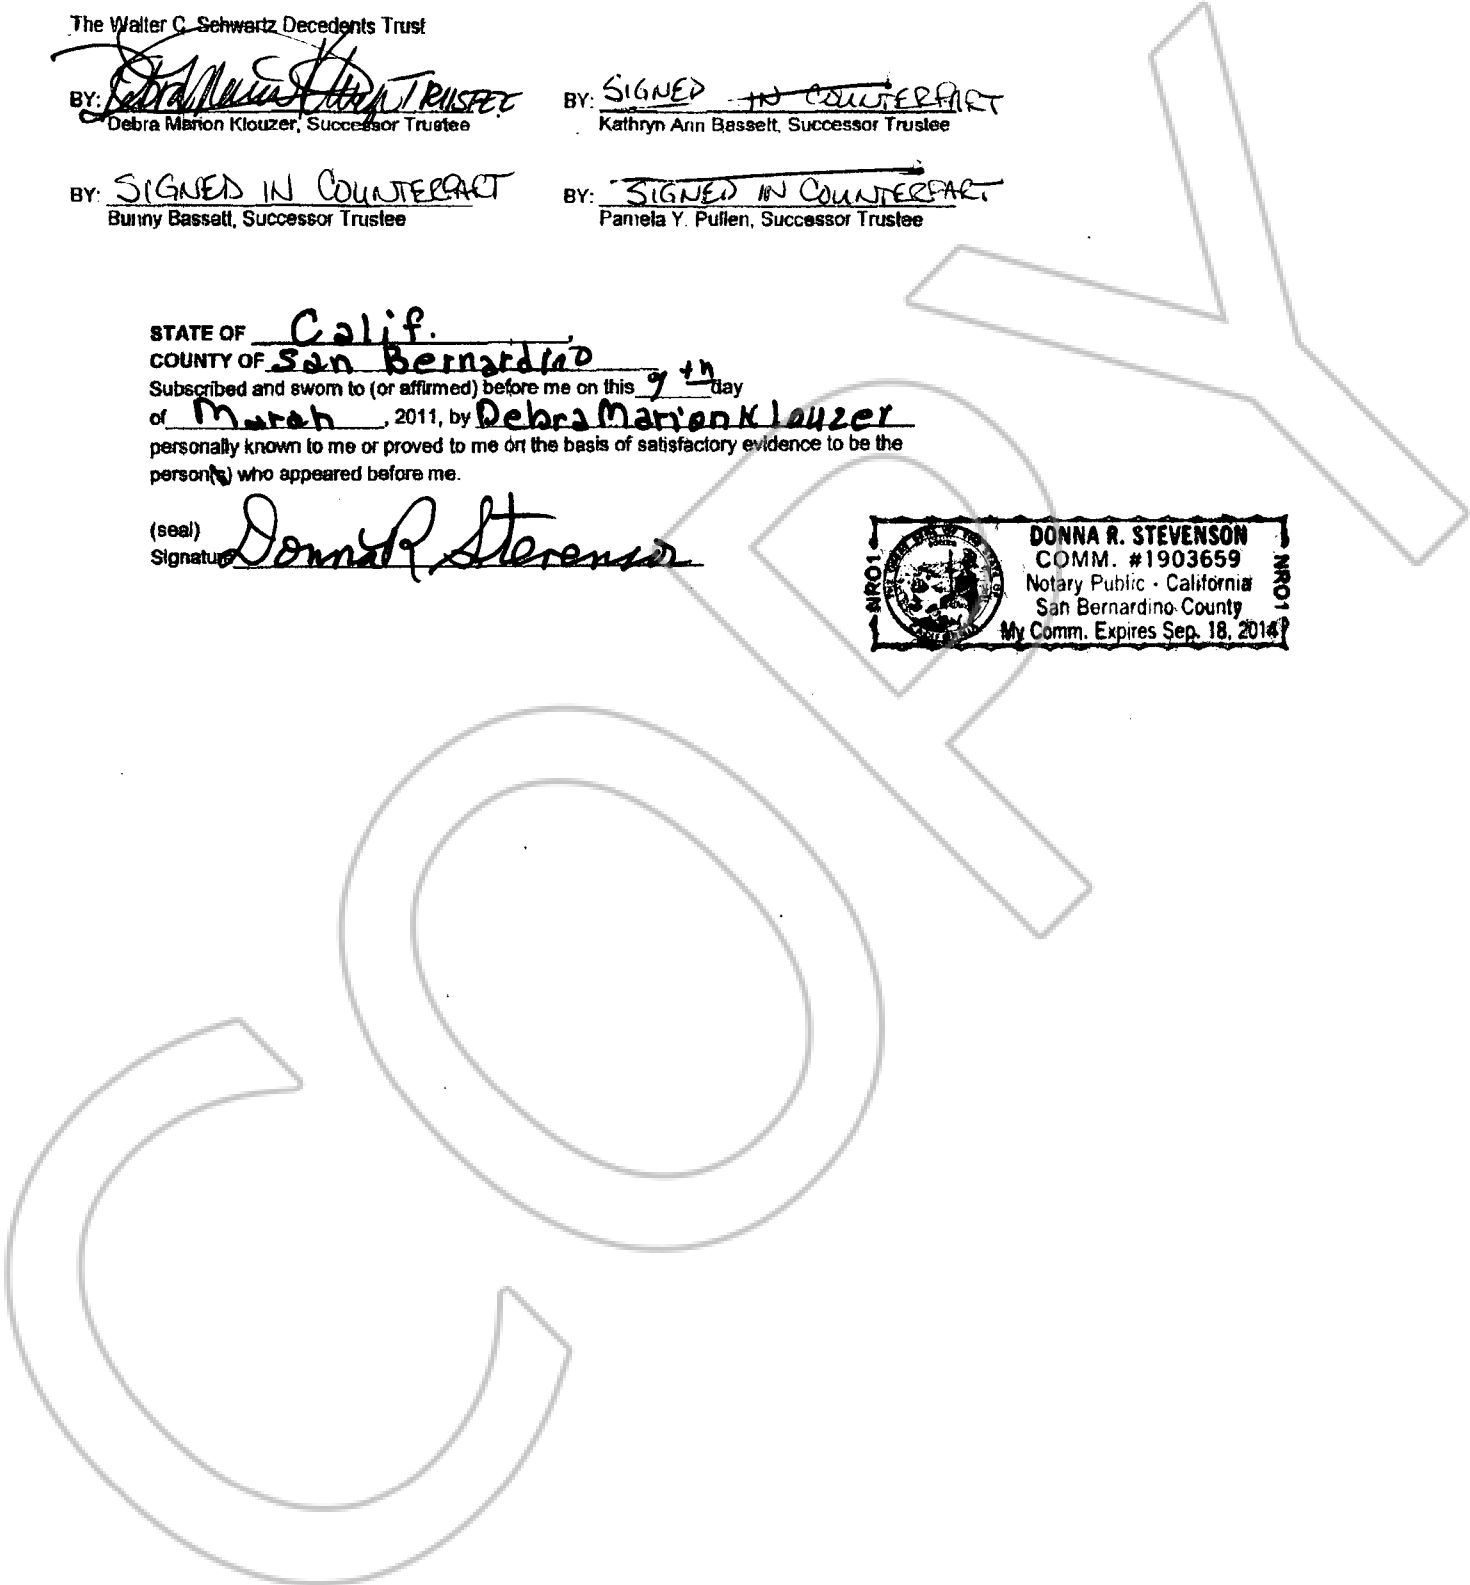 The Walter C. Schwartz Decedents Trust
BY: Debra Marion Klouzer TRUSTEE
Debra Marion Klouzer, Successor Trustee
BY: SIGNED IN COUNTERPART
Kathryn Ann Bassett, Successor Trustee
BY: SIGNED IN COUNTERPART
Bunny Bassett, Successor Trustee
BY: SIGNED IN COUNTERPART
Pamela Y. Pullen, Successor Trustee
STATE OF Calif.
COUNTY OF San Bernardino
Subscribed and sworn to (or affirmed) before me on this 9th day
of March, 2011, by Debra Marion Klouzer
personally known to me or proved to me on the basis of satisfactory evidence to be the
person(s) who appeared before me.
(seal)
Signature Donna R Stevenson
DONNA R. STEVENSON
COMM. #1903659
Notary Public - California
San Bernardino County
My Comm. Expires Sep. 18, 2014
NRO1
NRO1
COPY